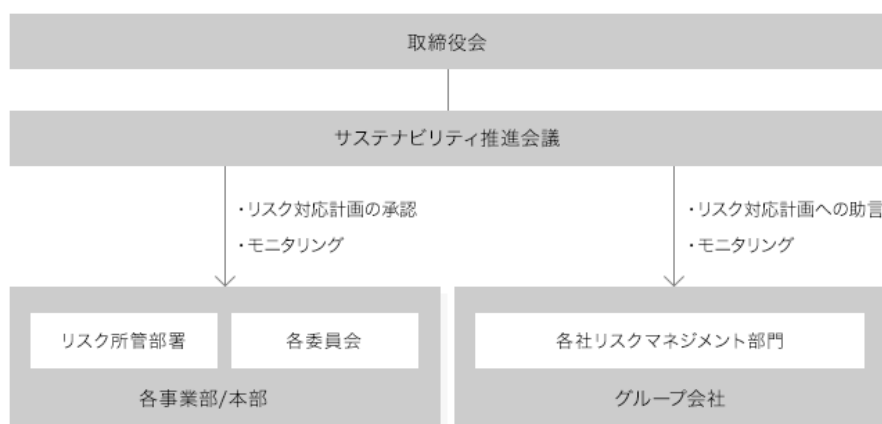 取締役会
サステナビリティ推進会議
・リスク対応計画の承認
・モニタリング
・リスク対応計画への助言
・モニタリング
リスク所管部署
各委員会
各事業部/本部
各社リスクマネジメント部門
グループ会社